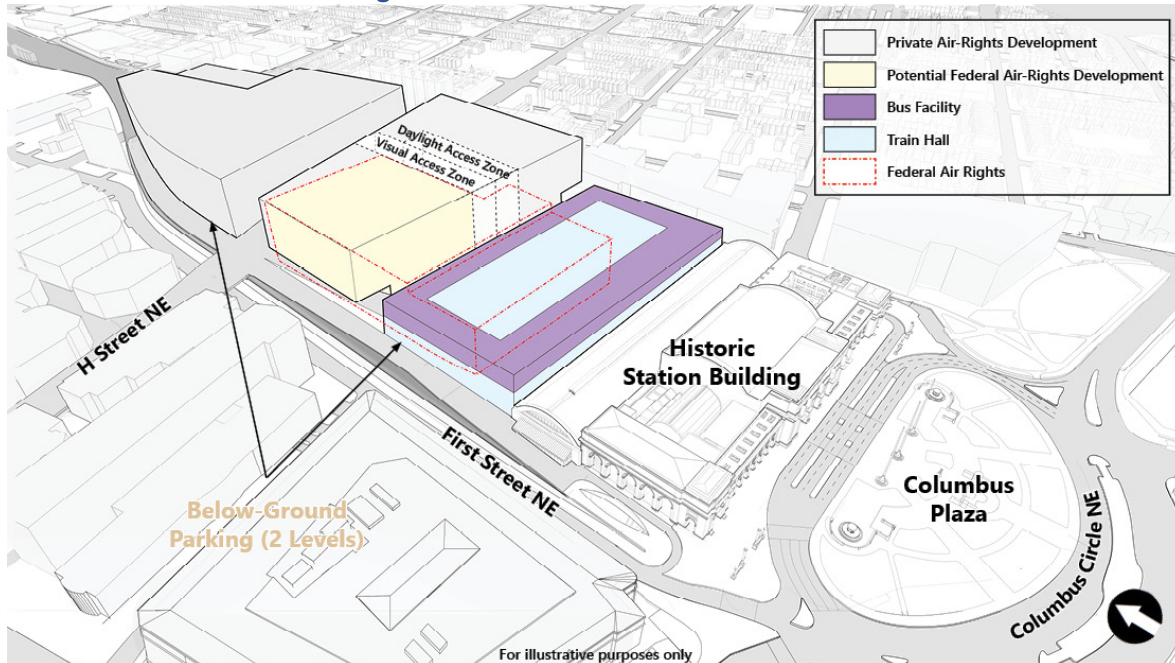 Private Air-Rights Development
Potential Federal Air-Rights Development
Bus Facility
Train Hall
Federal Air Rights
Daylight Access Zone
Visual Access Zone
H Street NE
Historic
Station Building
First Street NE
Below-Ground
Parking (2 Levels)
Columbus
Plaza
Columbus Circle NE
For illustrative purposes only